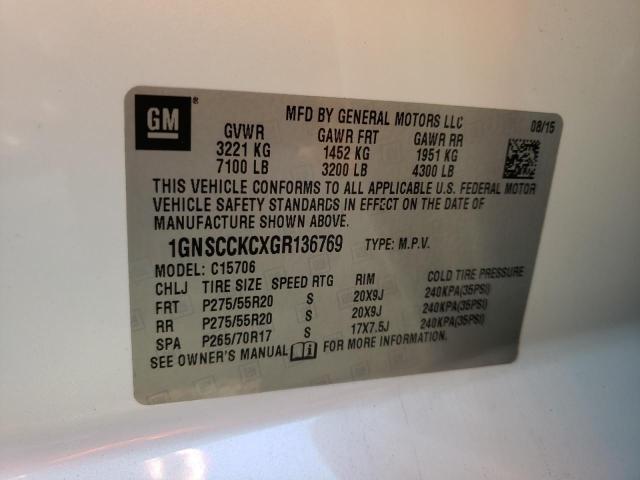 GM ®
MFD BY GENERAL MOTORS LLC 08/15
GVWR GAWR FRT GAWR RR
3221 KG 1452 KG 1951 KG
7100 LB 3200 LB 4300 LB
THIS VEHICLE CONFORMS TO ALL APPLICABLE U.S. FEDERAL MOTOR
VEHICLE SAFETY STANDARDS IN EFFECT ON THE DATE OF
MANUFACTURE SHOWN ABOVE.
1GNSCCKCXGR136769 TYPE: M.P.V.
MODEL: C15706
CHLJ TIRE SIZE SPEED RTG RIM COLD TIRE PRESSURE
FRT P275/55R20 S 20X9J 240KPA(35PSI)
RR P275/55R20 S 20X9J 240KPA(35PSI)
SPA P265/70R17 S 17X7.5J 240KPA(35PSI)
SEE OWNER'S MANUAL FOR MORE INFORMATION.